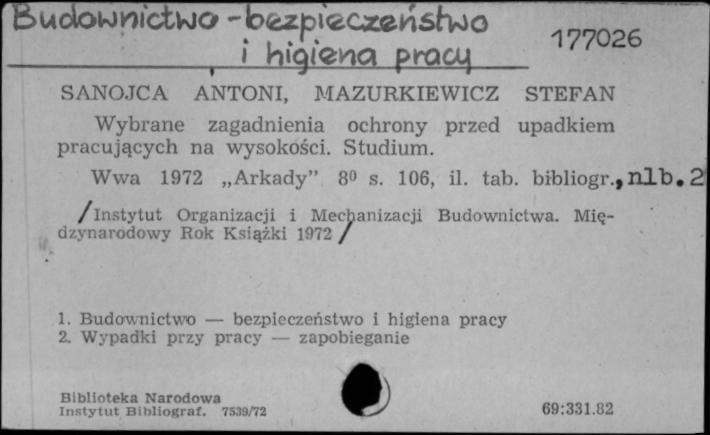 Budownictwo - bezpieczeństwo
i higiena pracy
177026
SANOJCA ANTONI, MAZURKIEWICZ STEFAN
Wybrane zagadnienia ochrony przed upadkiem
pracujących na wysokości. Studium.
Wwa 1972 „Arkady” 8⁰ s. 106, il. tab. bibliogr., nlb. 2
/Instytut Organizacji i Mechanizacji Budownictwa. Mię-
dzynarodowy Rok Książki 1972 /
1. Budownictwo — bezpieczeństwo i higiena pracy
2. Wypadki przy pracy — zapobieganie
Biblioteka Narodowa
Instytut Bibliograf. 7539/72
69:331.82